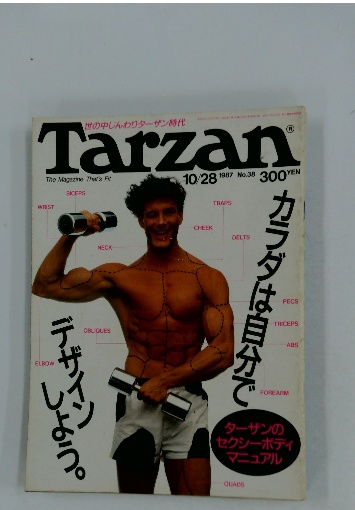 世の中じんわりターザン時代
Tarzan®
The Magazine That's Fit
10/28 1987 No.38 300YEN
BICEPS
WRIST
TRAPS
CHEEK
DELTS
NECK
カラダは自分で
デザイン
しよう。
PECS
TRICEPS
OBLIQUES
ABS
ELBOW
FOREARM
ターザンの
セクシーボディ
マニュアル
QUADS